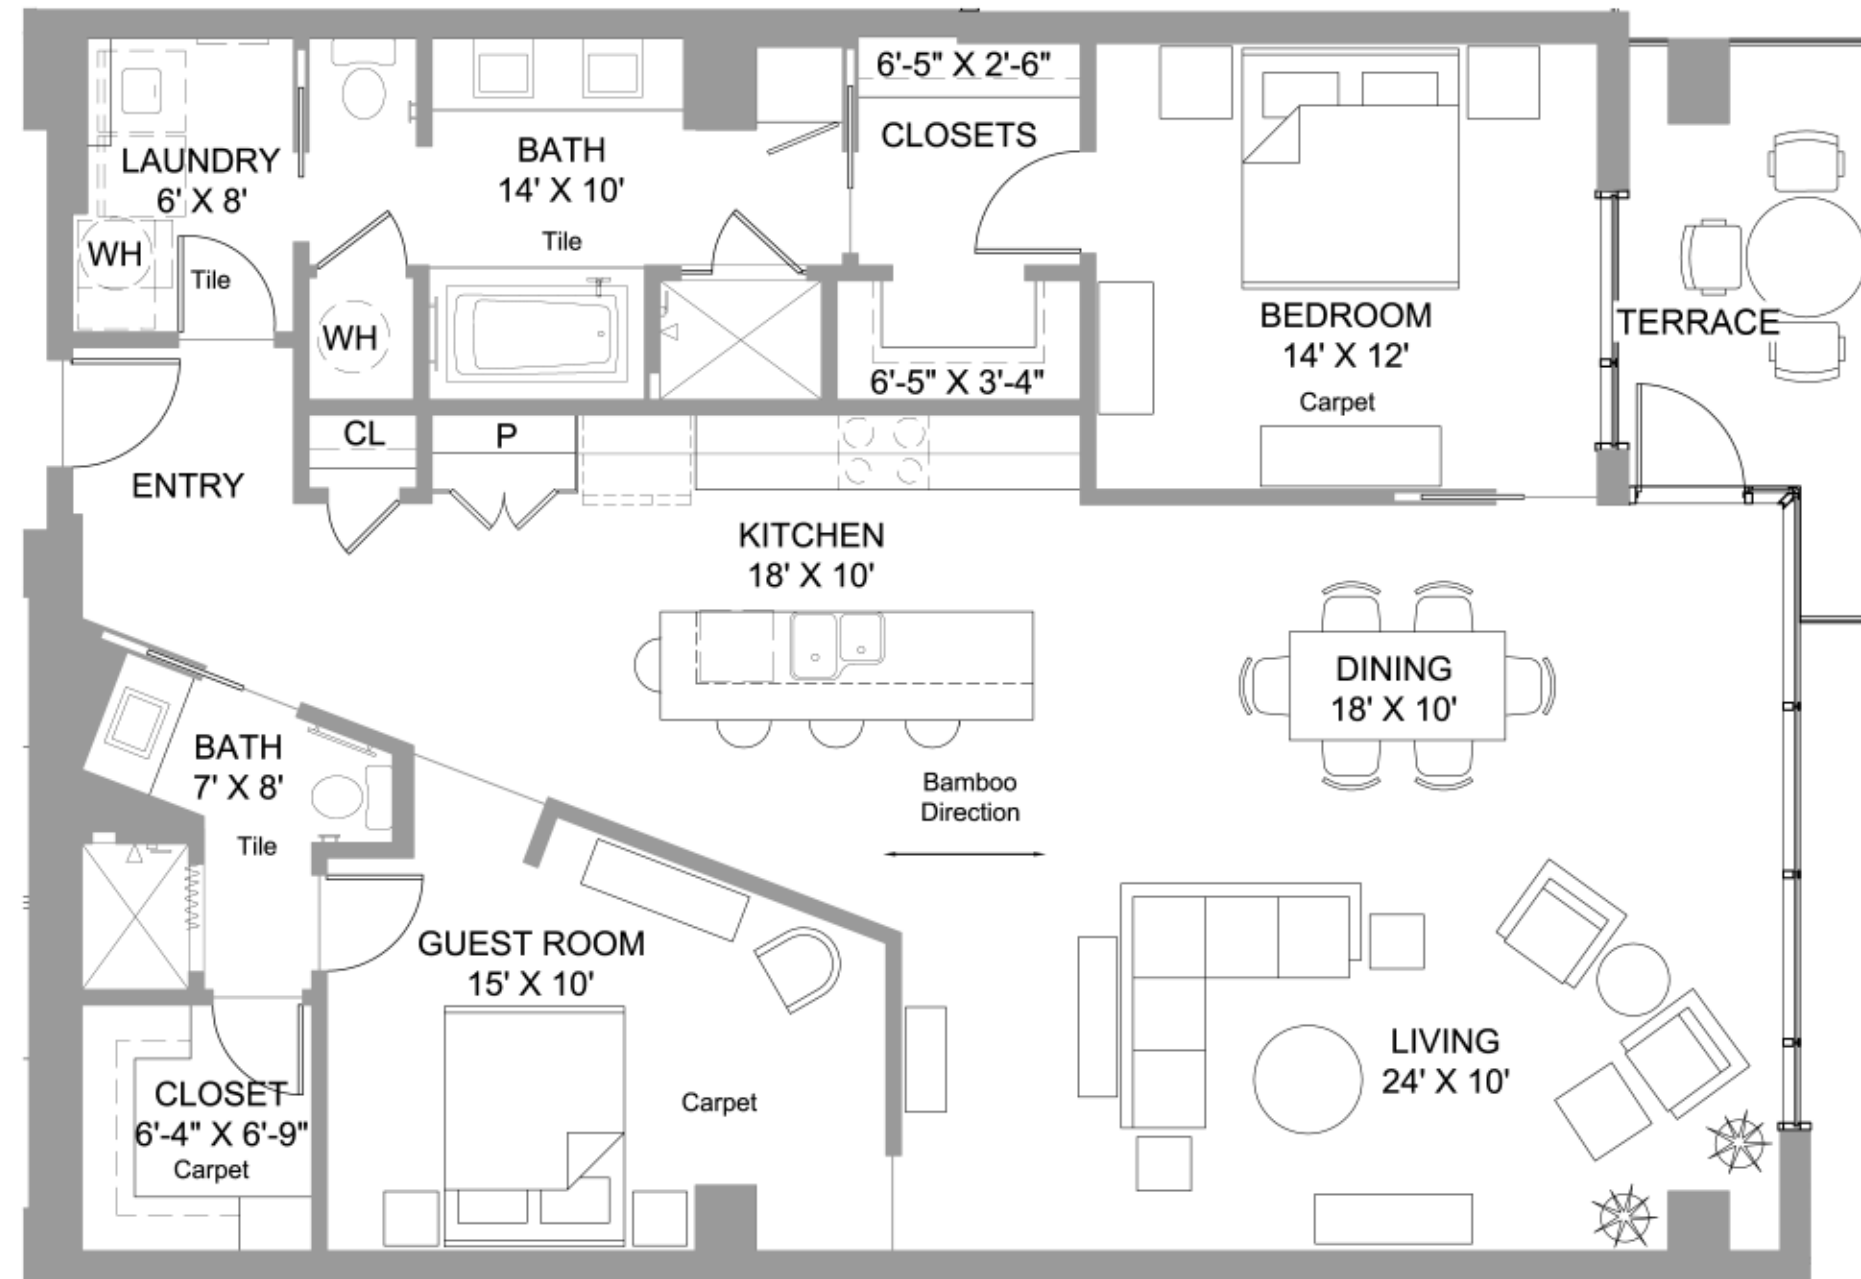 6'-5" X 2'-6"
CLOSETS
LAUNDRY
6' X 8'
BATH
14' X 10'
Tile
WH
Tile
WH
BEDROOM
14' X 12'
Carpet
TERRACE
6'-5" X 3'-4"
CL
P
ENTRY
KITCHEN
18' X 10'
DINING
18' X 10'
BATH
7' X 8'
Tile
Bamboo
Direction
GUEST ROOM
15' X 10'
LIVING
24' X 10'
CLOSET
6'-4" X 6'-9"
Carpet
Carpet